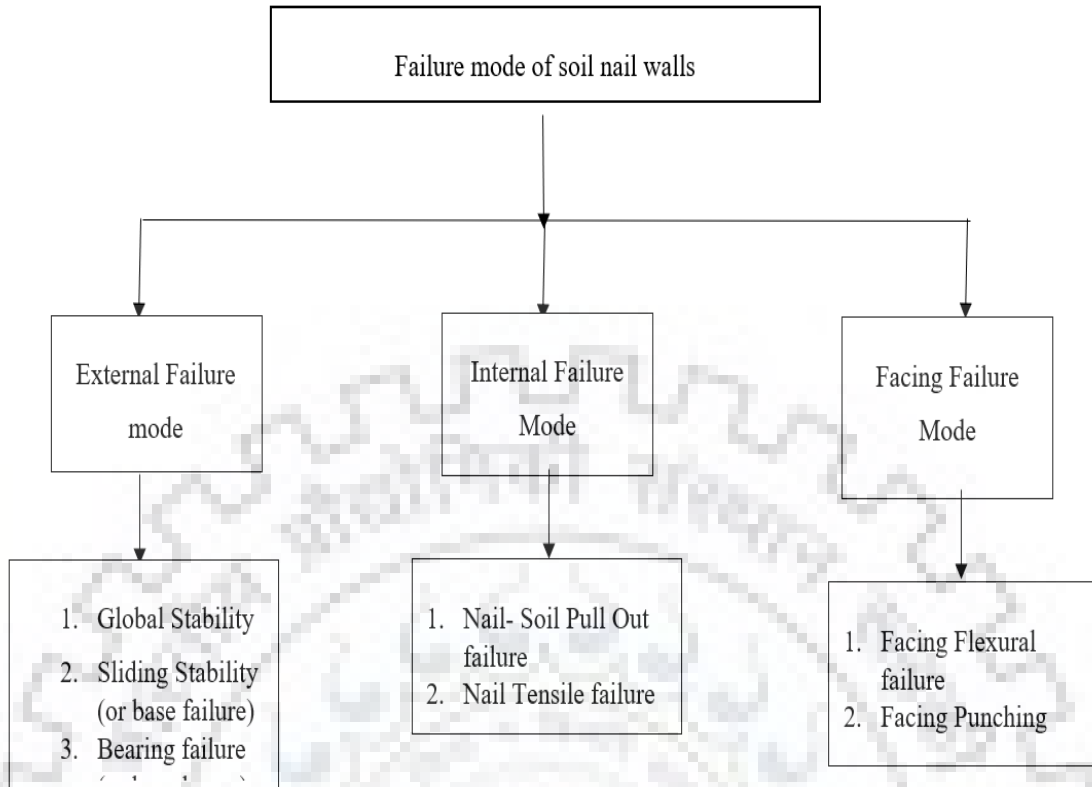 Failure mode of soil nail walls
External Failure
mode
Internal Failure
Mode
Facing Failure
Mode
1. Global Stability
2. Sliding Stability
(or base failure)
3. Bearing failure
1. Nail- Soil Pull Out
failure
2. Nail Tensile failure
1. Facing Flexural
failure
2. Facing Punching